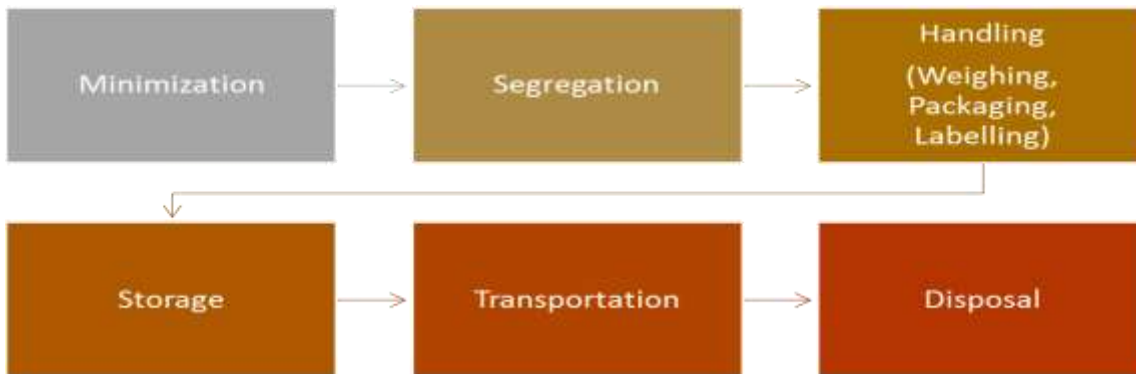 Minimization
Segregation
Handling
(Weighing,
Packaging,
Labelling)
Storage
Transportation
Disposal